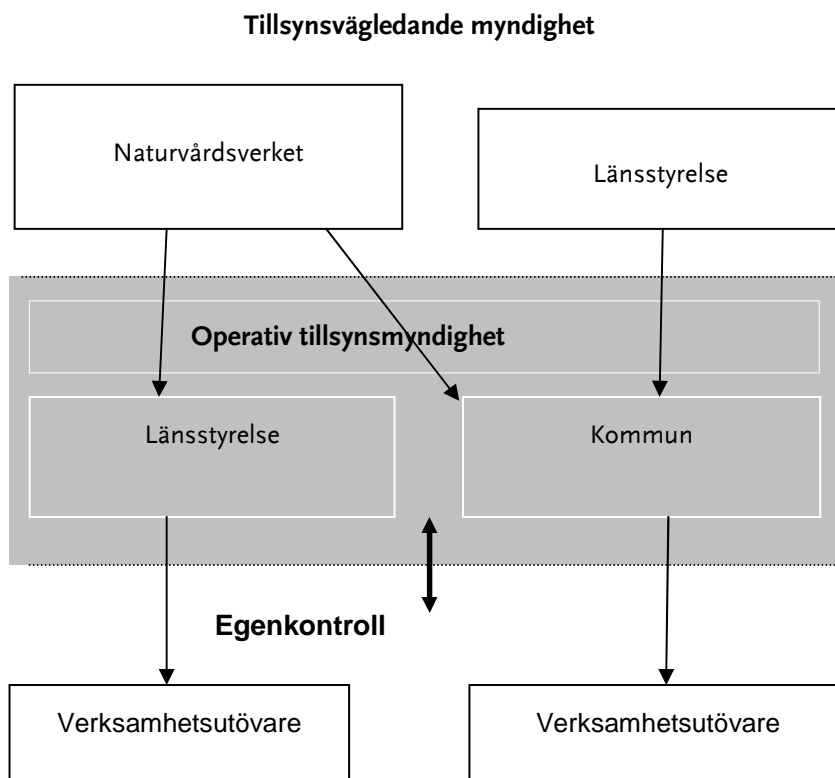 Tillsynsvägledande myndighet
Naturvårdsverket
Länsstyrelse
Operativ tillsynsmyndighet
Länsstyrelse
Kommun
Egenkontroll
Verksamhetsutövare
Verksamhetsutövare